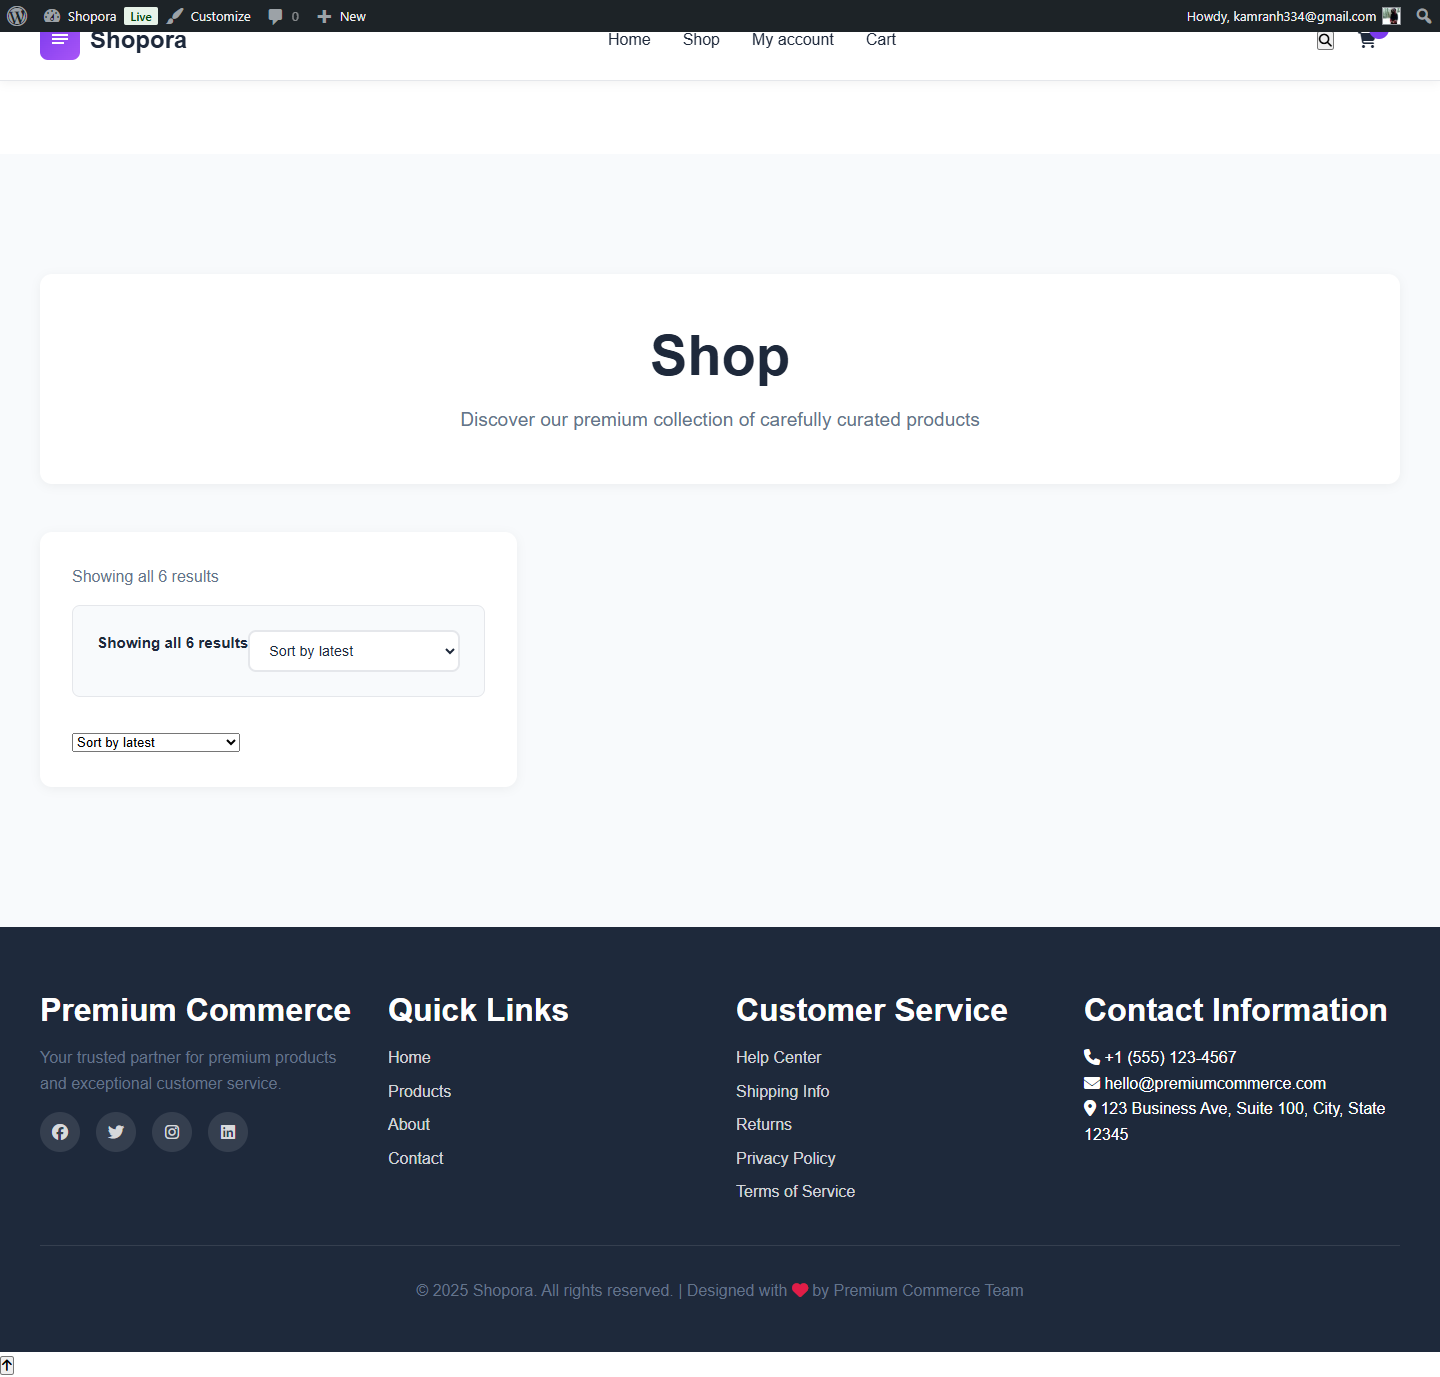 Shopora Live Customize 0 New Howdy, kamranh334@gmail.com
Shopora Home Shop My account Cart
Shop
Discover our premium collection of carefully curated products
Showing all 6 results
Showing all 6 results Sort by latest
Sort by latest
Premium Commerce
Your trusted partner for premium products
and exceptional customer service.
Quick Links
Home
Products
About
Contact
Customer Service
Help Center
Shipping Info
Returns
Privacy Policy
Terms of Service
Contact Information
+1 (555) 123-4567
hello@premiumcommerce.com
123 Business Ave, Suite 100, City, State
12345
© 2025 Shopora. All rights reserved. | Designed with by Premium Commerce Team